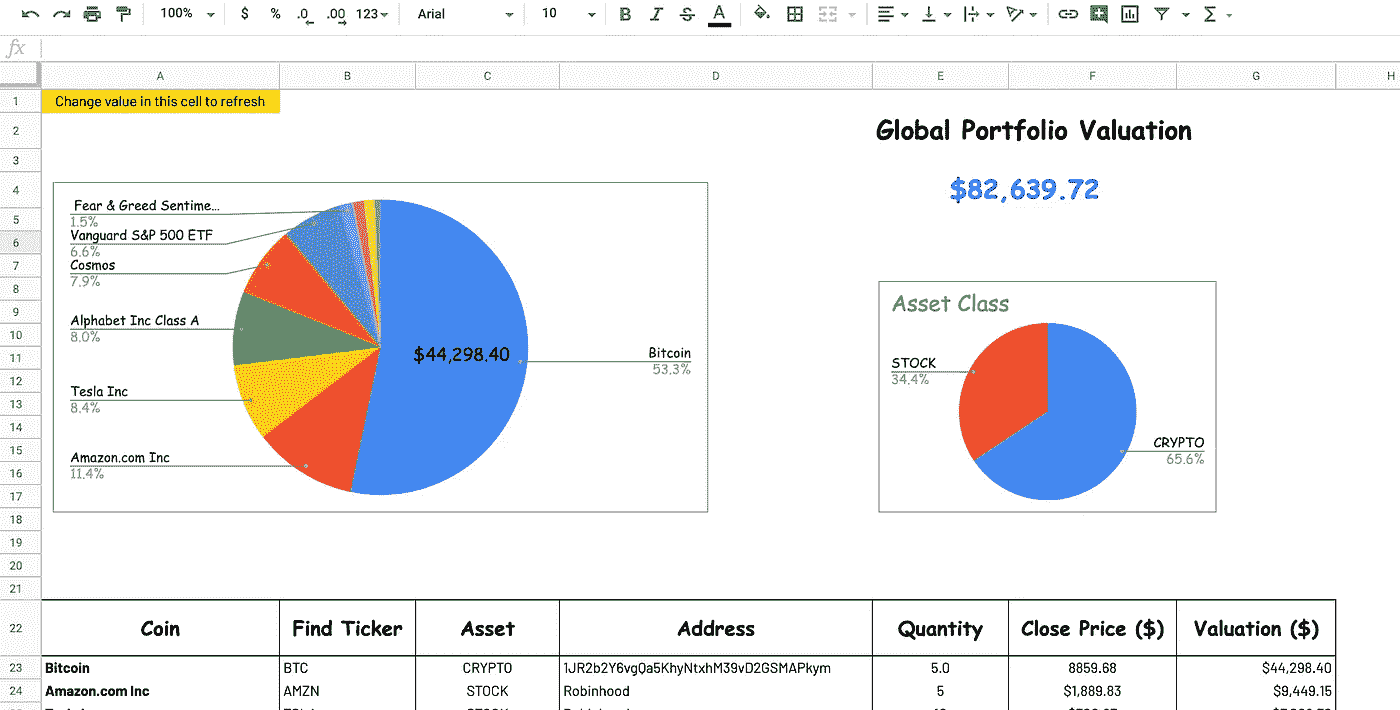 100% $ % .0 .00 123 Arial 10 B I S A Σ
fx
A B C D E F G H
1 Change value in this cell to refresh
2 Global Portfolio Valuation
3
4 $82,639.72
Fear & Greed Sentime...
5 1.5%
6 Vanguard S&P 500 ETF
6.6%
7 Cosmos
7.9%
8
9 Asset Class
10 Alphabet Inc Class A
8.0%
11 $44,298.40 Bitcoin STOCK
53.3% 34.4%
12
Tesla Inc
13 8.4%
14
15 Amazon.com Inc CRYPTO
16 11.4% 65.6%
17
18
19
20
21
22 Coin Find Ticker Asset Address Quantity Close Price ($) Valuation ($)
23 Bitcoin BTC CRYPTO 1JR2b2Y6vgQa5KhyNtxhM39vD2GSMAPkym 5.0 8859.68 $44,298.40
24 Amazon.com Inc AMZN STOCK Robinhood 5 $1,889.83 $9,449.15